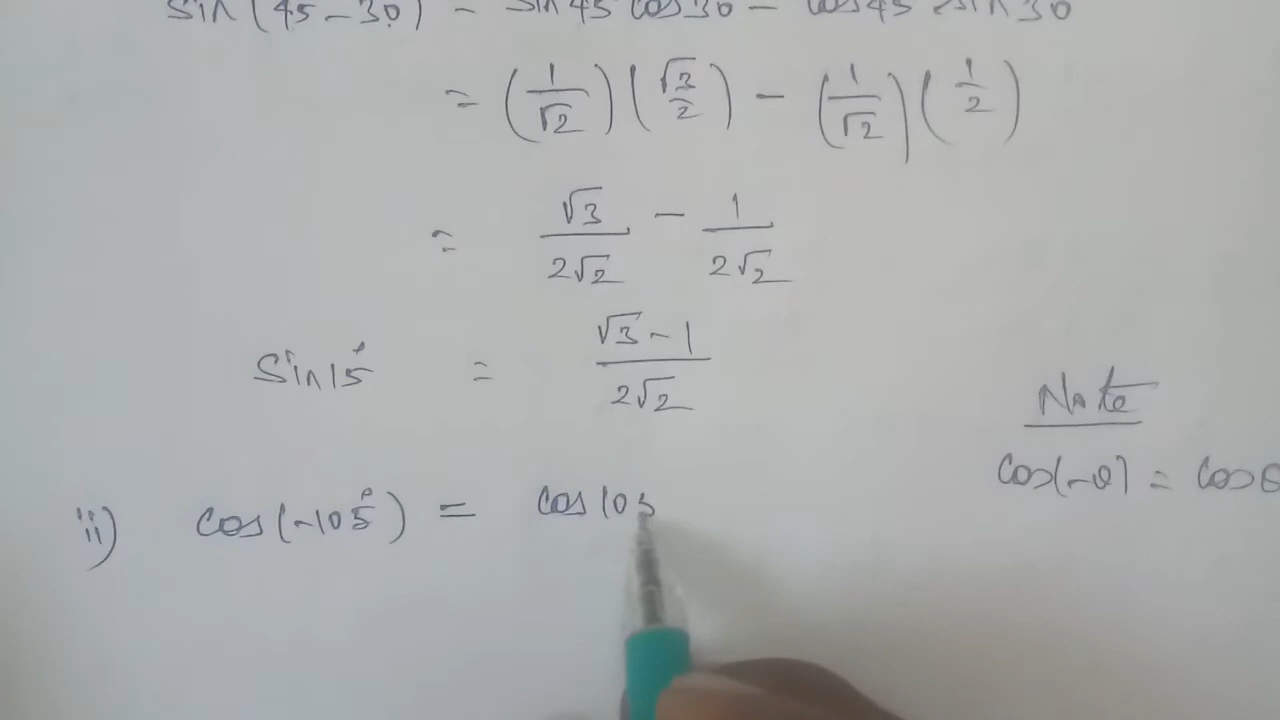 sin(45-30) = sin45 cos30 - cos45 sin30
= (1/√2) (√3/2) - (1/√2) (1/2)
= √3/2√2 - 1/2√2
Sin15° = √3-1/2√2
Note
cos(-θ) = cosθ
ii) cos(-105°) = cos105